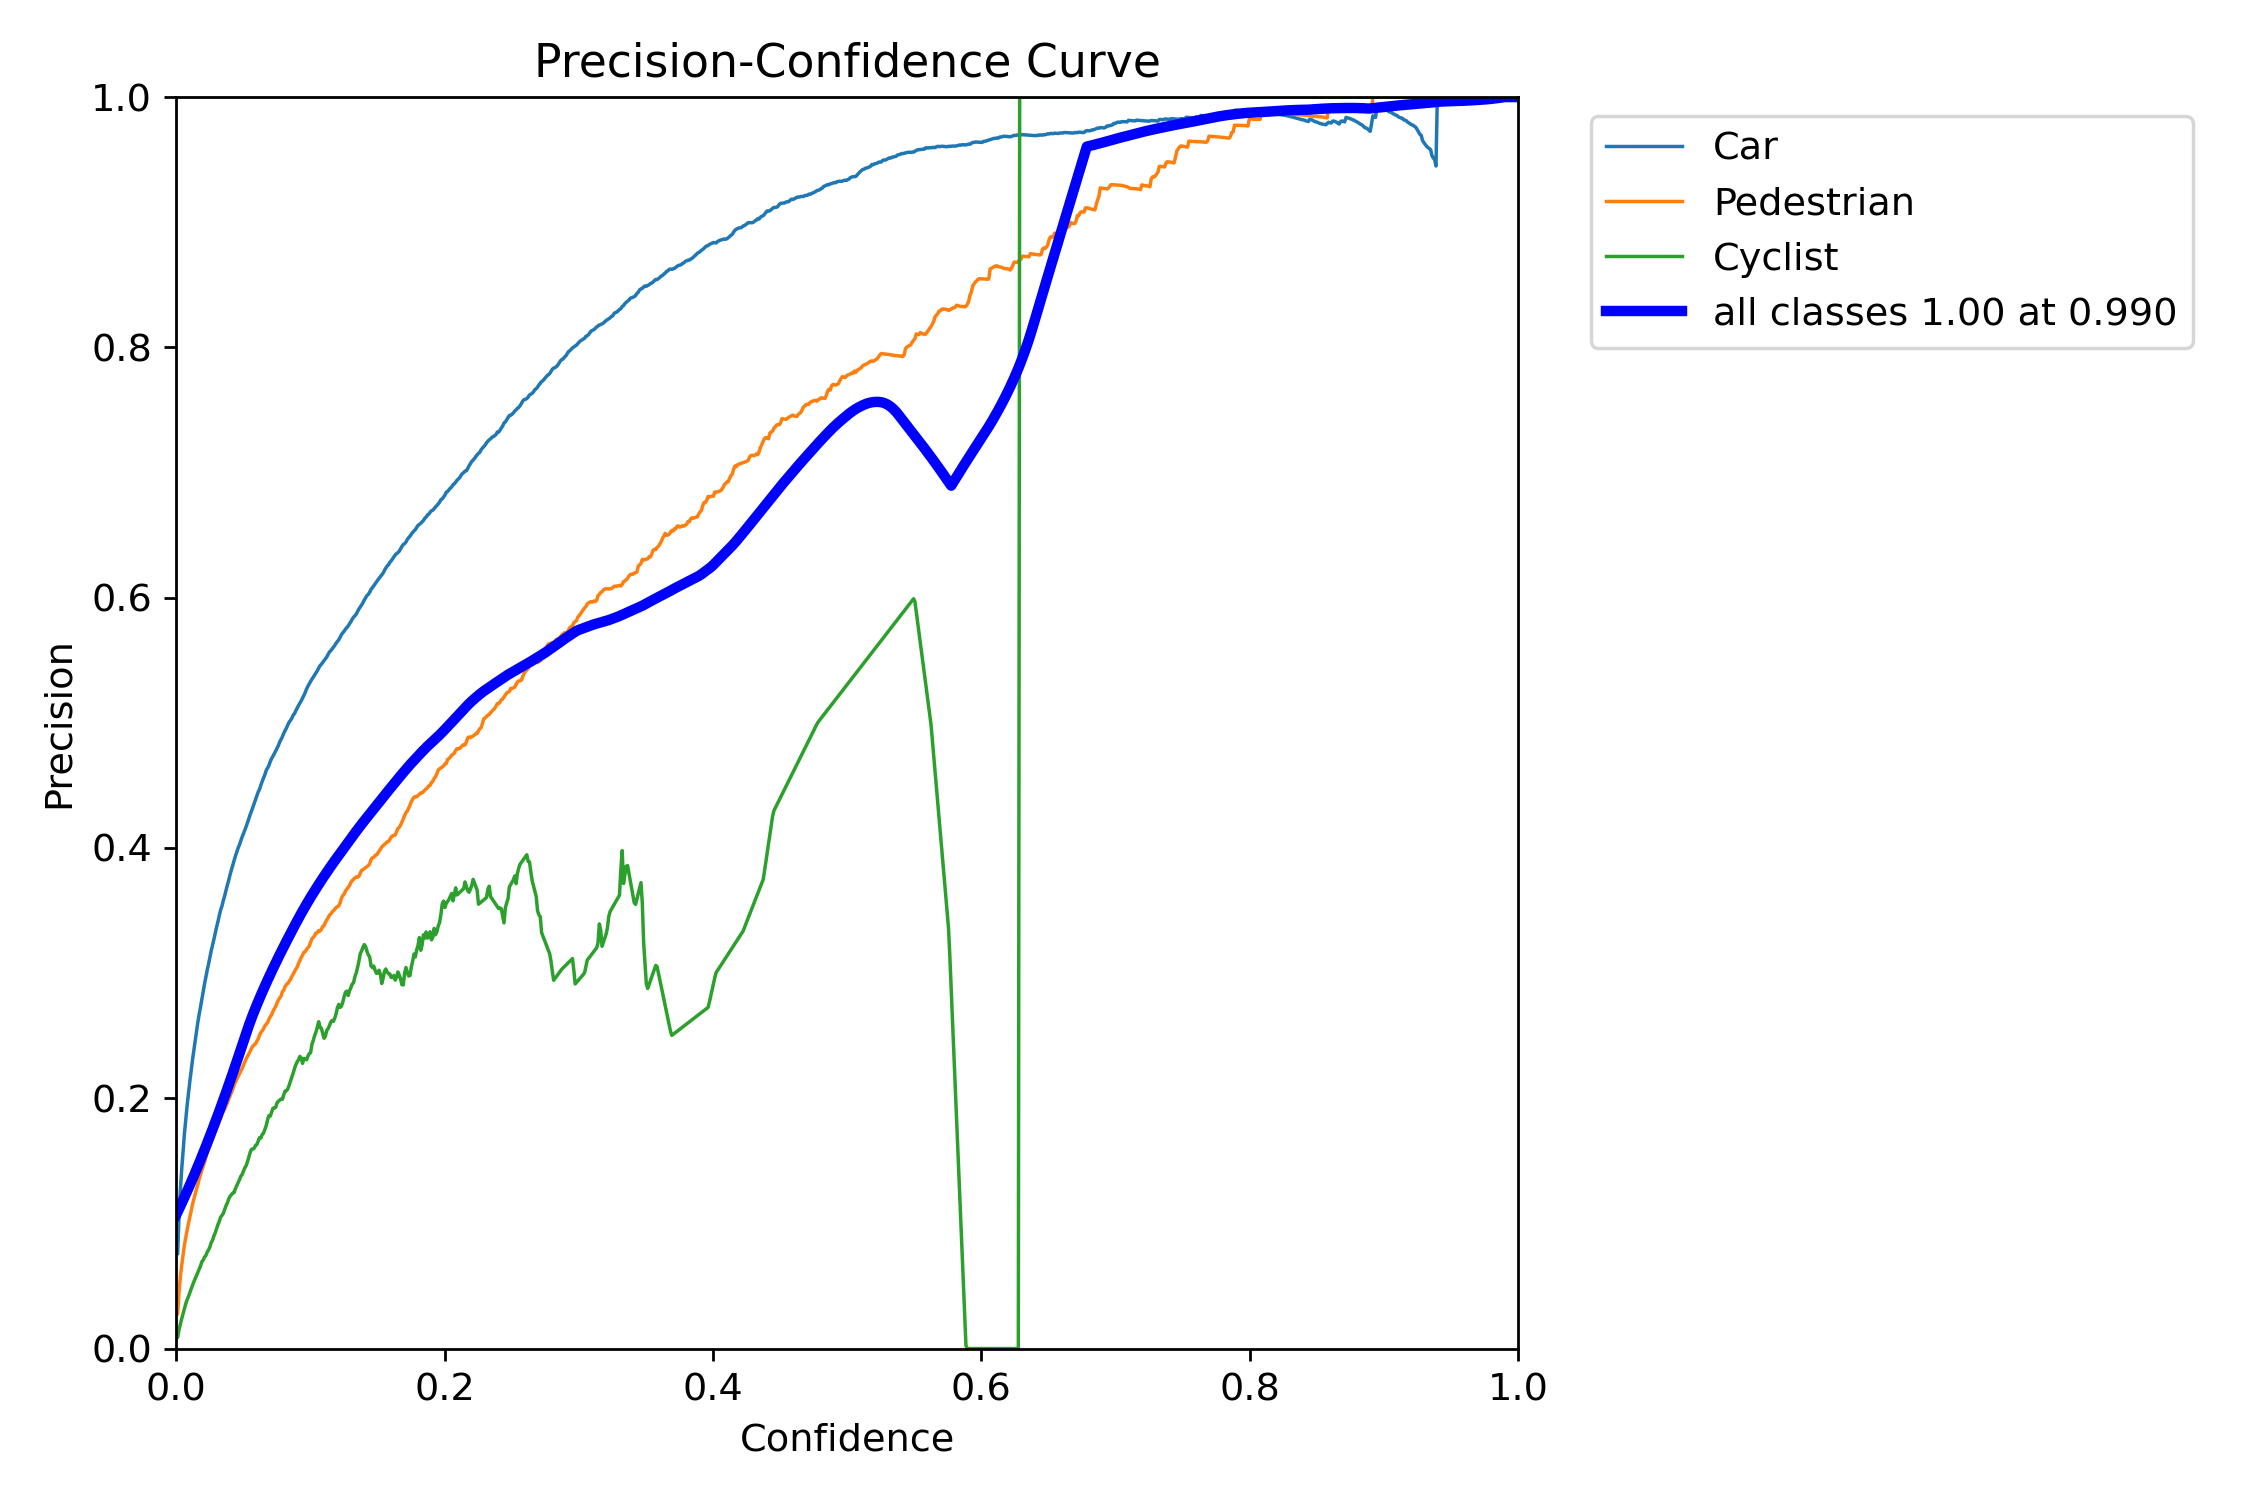 Precision-Confidence Curve
1.0
0.8
0.6
0.4
0.2
0.0
Precision
0.0 0.2 0.4 0.6 0.8 1.0
Confidence
Car
Pedestrian
Cyclist
all classes 1.00 at 0.990